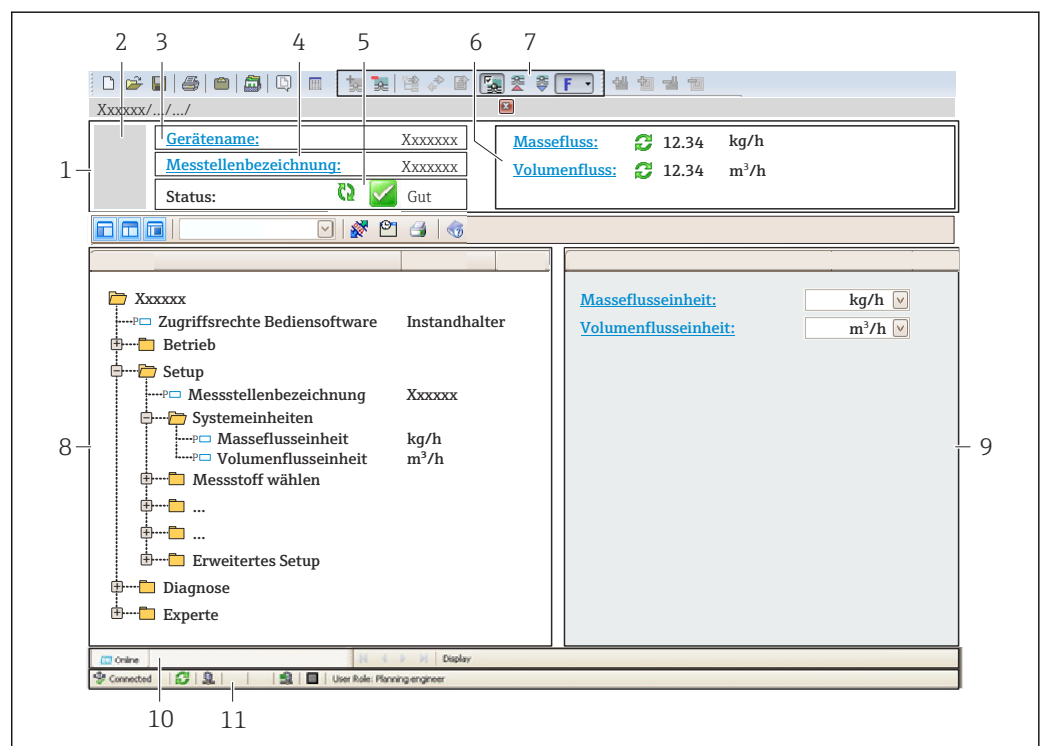 2 3 4 5 6 7
F
Xxxxxx/.../.../
1
Gerätename: Xxxxxxx
Messtellenbezeichnung: Xxxxxxx
Status: Gut
Massefluss: 12.34 kg/h
Volumenfluss: 12.34 m³/h
8
Xxxxxx
P Zugriffsrechte Bediensoftware Instandhalter
Betrieb
Setup
P Messstellenbezeichnung Xxxxxx
Systemeinheiten
P Masseflusseinheit kg/h
P Volumenflusseinheit m³/h
Messstoff wählen
...
...
Erweitertes Setup
Diagnose
Experte
Masseflusseinheit: kg/h
Volumenflusseinheit: m³/h
9
Online Display
Connected User Role: Planning engineer
10 11